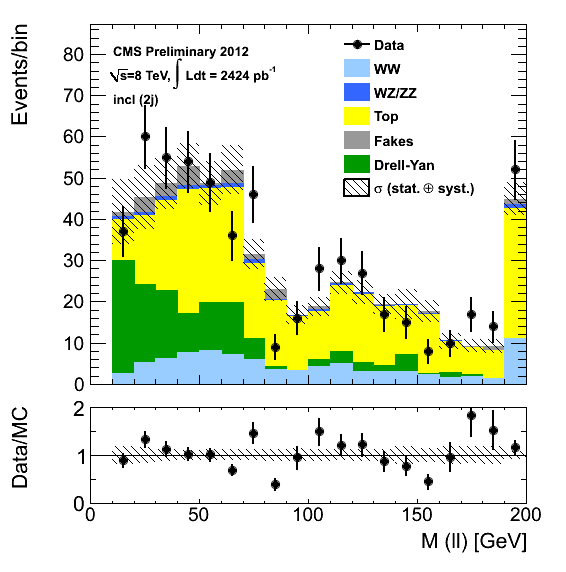 Events/bin
80
70
60
50
40
30
20
10
0
CMS Preliminary 2012
√s=8 TeV, ∫ Ldt = 2424 pb⁻¹
incl (2j)
Data
WW
WZ/ZZ
Top
Fakes
Drell-Yan
σ (stat. ⊕ syst.)
Data/MC
2
1
0
0 50 100 150 200
M (ll) [GeV]